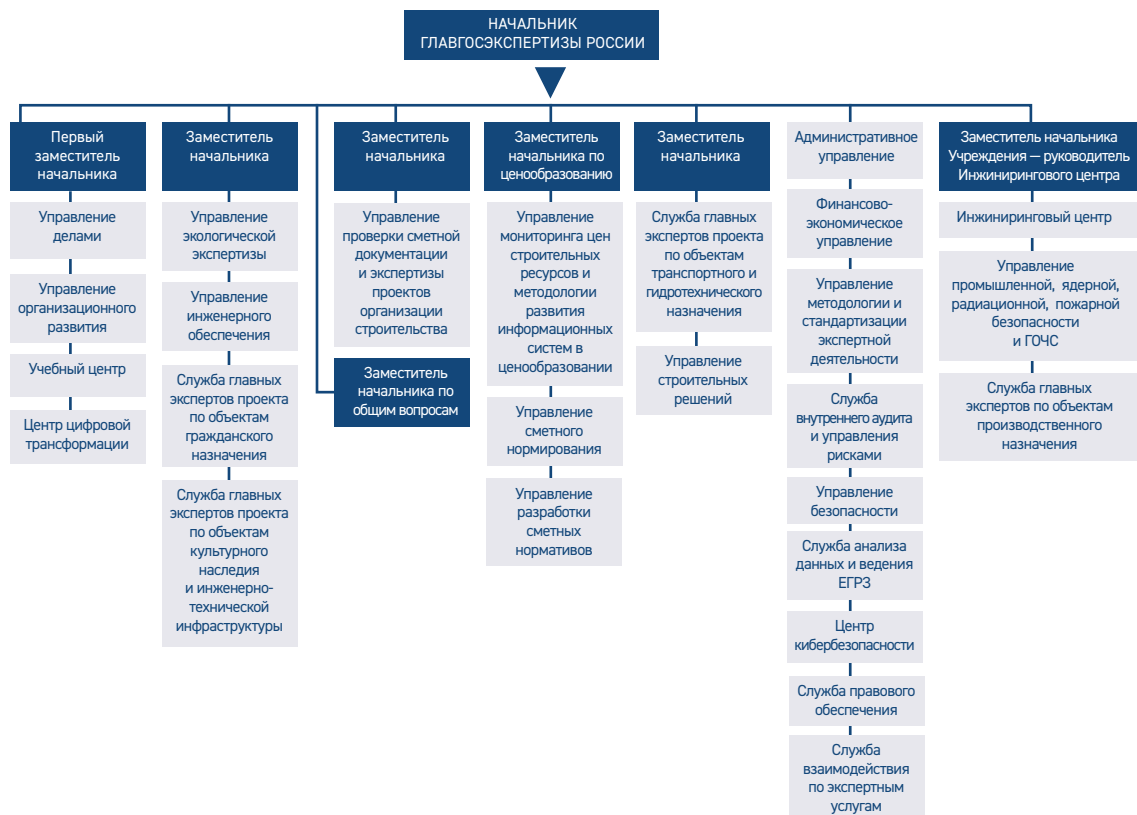 НАЧАЛЬНИК
ГЛАВГОСЭКСПЕРТИЗЫ РОССИИ
Первый
заместитель
начальника
Управление
делами
Управление
организационного
развития
Учебный центр
Центр цифровой
трансформации
Заместитель
начальника
Управление
экологической
экспертизы
Управление
инженерного
обеспечения
Служба главных
экспертов проекта
по объектам
гражданского
назначения
Служба главных
экспертов проекта
по объектам
культурного
наследия
и инженерно-
технической
инфраструктуры
Заместитель
начальника
Управление
проверки сметной
документации
и экспертизы
проектов
организации
строительства
Заместитель
начальника по
общим вопросам
Заместитель
начальника по
ценообразованию
Управление
мониторинга цен
строительных
ресурсов и
методологии
развития
информационных
систем в
ценообразовании
Управление
сметного
нормирования
Управление
разработки
сметных
нормативов
Заместитель
начальника
Служба главных
экспертов проекта
по объектам
транспортного и
гидротехнического
назначения
Управление
строительных
решений
Административное
управление
Финансово-
экономическое
управление
Управление
методологии и
стандартизации
экспертной
деятельности
Служба
внутреннего аудита
и управления
рисками
Управление
безопасности
Служба анализа
данных и ведения
ЕГРЗ
Центр
кибербезопасности
Служба правового
обеспечения
Служба
взаимодействия
по экспертным
услугам
Заместитель начальника
Учреждения — руководитель
Инжинирингового центра
Инжиниринговый центр
Управление
промышленной, ядерной,
радиационной, пожарной
безопасности
и ГОЧС
Служба главных
экспертов по объектам
производственного
назначения